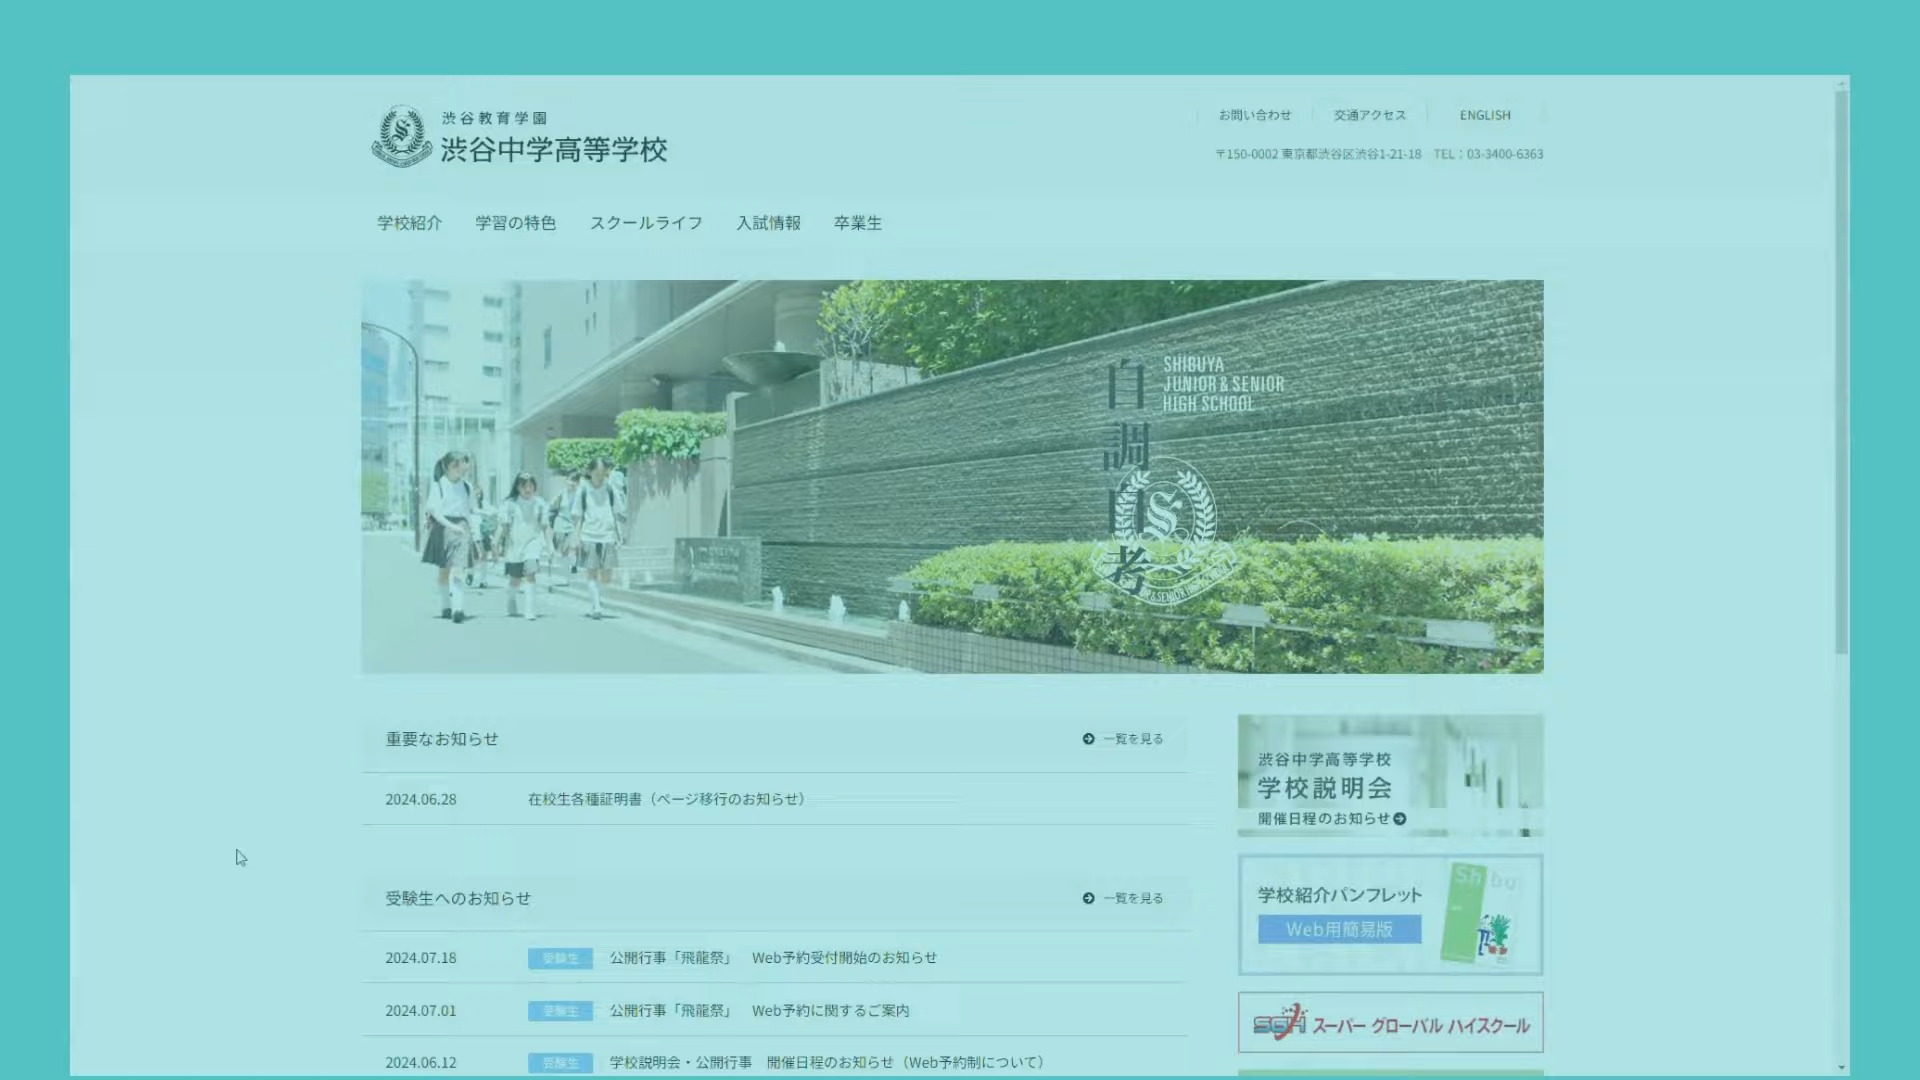 渋谷教育学園
渋谷中学高等学校
お問い合わせ
交通アクセス
ENGLISH
〒150-0002 東京都渋谷区渋谷1-21-18 TEL：03-3400-6363
学校紹介
学習の特色
スクールライフ
入試情報
卒業生
自調自考
SHIBUYA
JUNIOR & SENIOR
HIGH SCHOOL
重要なお知らせ
一覧を見る
2024.06.28 在校生各種証明書（ページ移行のお知らせ）
受験生へのお知らせ
一覧を見る
2024.07.18 受験生 公開行事「飛龍祭」 Web予約受付開始のお知らせ
2024.07.01 受験生 公開行事「飛龍祭」 Web予約に関するご案内
2024.06.12 受験生 学校説明会・公開行事 開催日程のお知らせ（Web予約制について）
渋谷中学高等学校
学校説明会
開催日程のお知らせ
学校紹介パンフレット
Web用簡易版
SGH スーパー グローバル ハイスクール